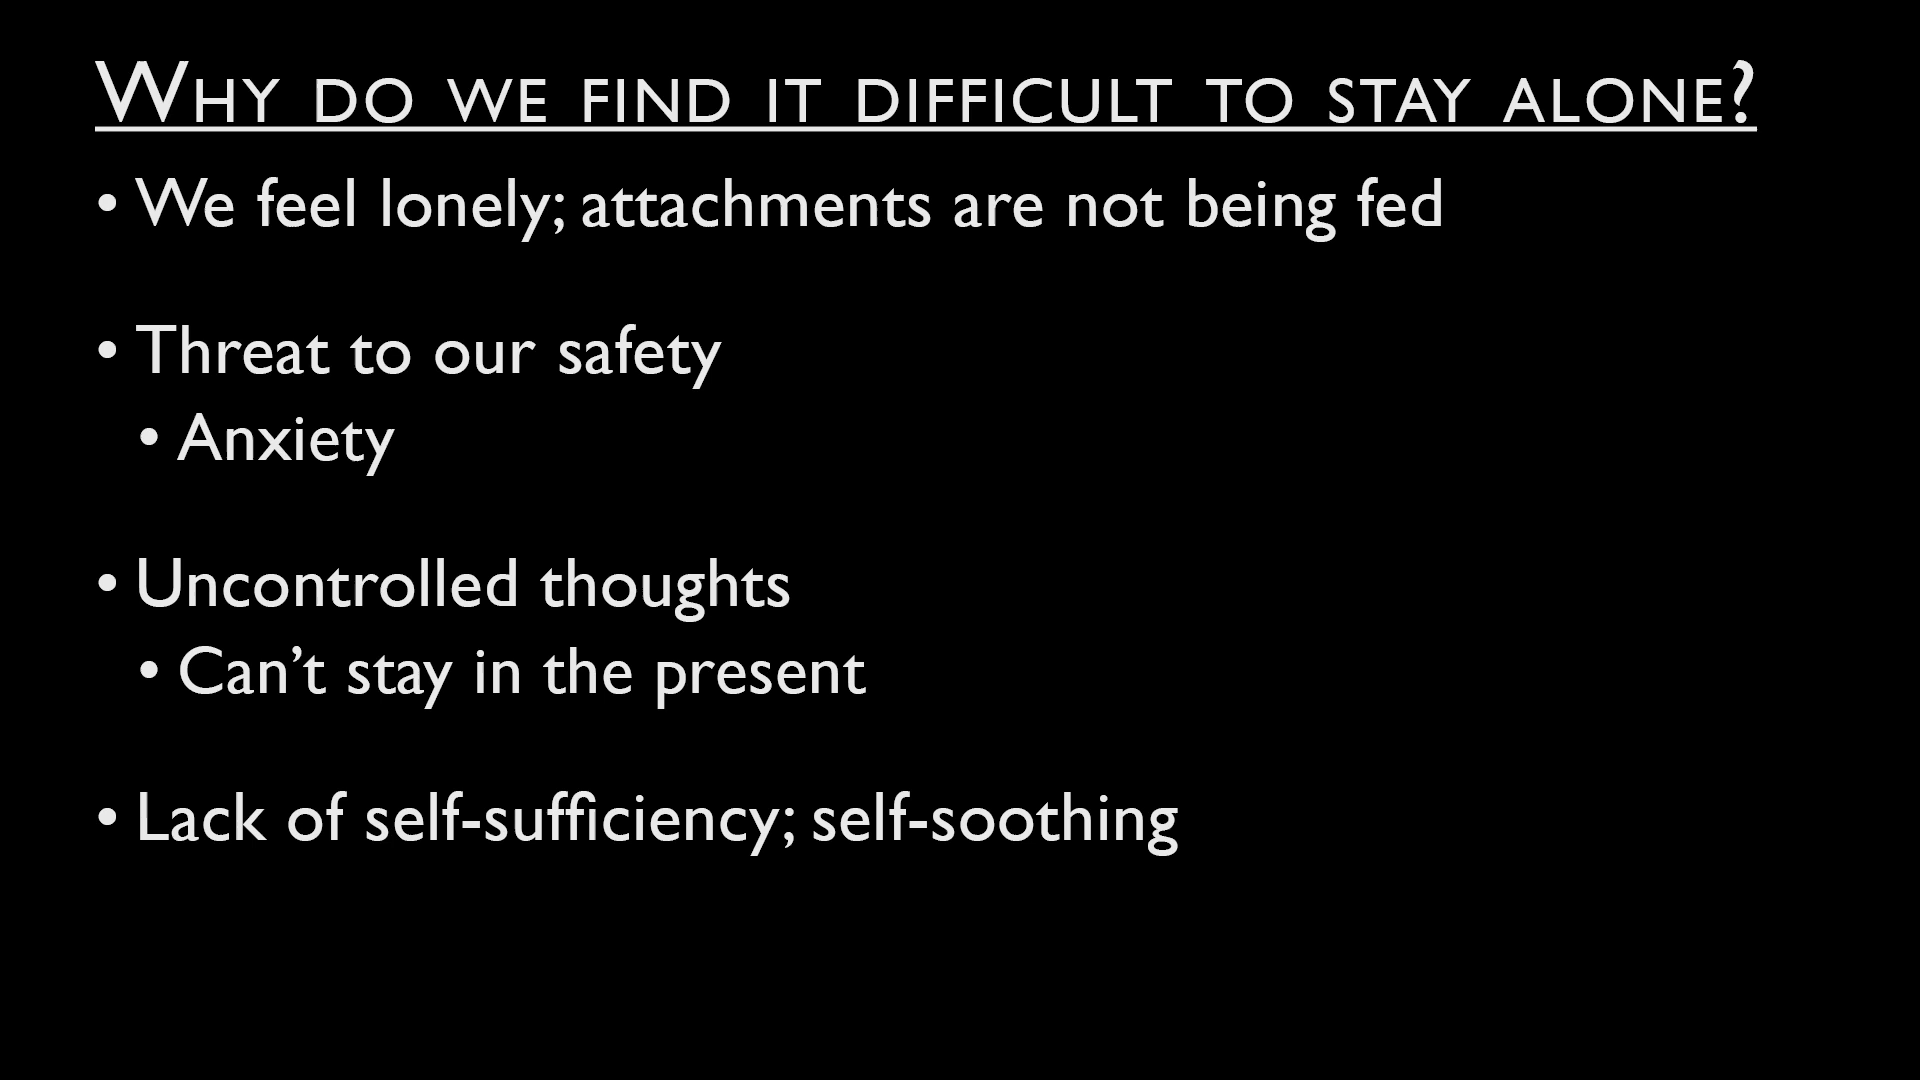 Why do we find it difficult to stay alone?
• We feel lonely; attachments are not being fed
• Threat to our safety
• Anxiety
• Uncontrolled thoughts
• Can’t stay in the present
• Lack of self-sufficiency; self-soothing